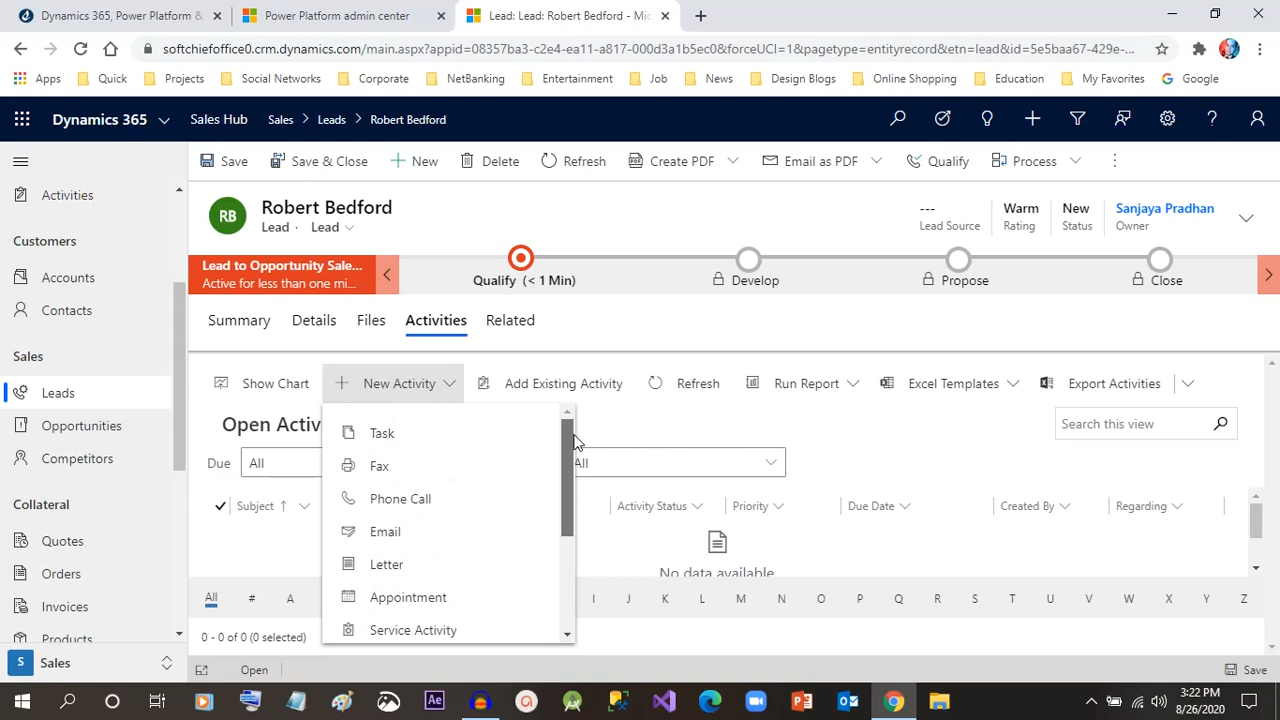 Dynamics 365, Power Platform &
Power Platform admin center
Lead: Lead: Robert Bedford - Mic
softchiefoffice0.crm.dynamics.com/main.aspx?appid=08357ba3-c2e4-ea11-a817-000d3a1b5ec0&forceUCI=1&pagetype=entityrecord&etn=lead&id=5e5baa67-429e-...
Apps Quick Projects Social Networks Corporate NetBanking Entertainment Job News Design Blogs Online Shopping Education My Favorites Google
Dynamics 365 Sales Hub Sales Leads Robert Bedford
Save Save & Close New Delete Refresh Create PDF Email as PDF Qualify Process
Activities
Customers
Accounts
Contacts
Sales
Leads
Opportunities
Competitors
Collateral
Quotes
Orders
Invoices
Products
S Sales
RB
Robert Bedford
Lead · Lead
---
Lead Source
Warm
Rating
New
Status
Sanjaya Pradhan
Owner
Lead to Opportunity Sale...
Active for less than one mi...
Qualify (< 1 Min)
Develop
Propose
Close
Summary Details Files Activities Related
Show Chart New Activity Add Existing Activity Refresh Run Report Excel Templates Export Activities
Open Activ
Search this view
Due All
All
Task
Fax
Phone Call
Email
Letter
Appointment
Service Activity
Subject Activity Status Priority Due Date Created By Regarding
No data available
All # A I J K L M N O P Q R S T U V W X Y Z
0 - 0 of 0 (0 selected)
Open
Save
Ae
3:22 PM
8/26/2020